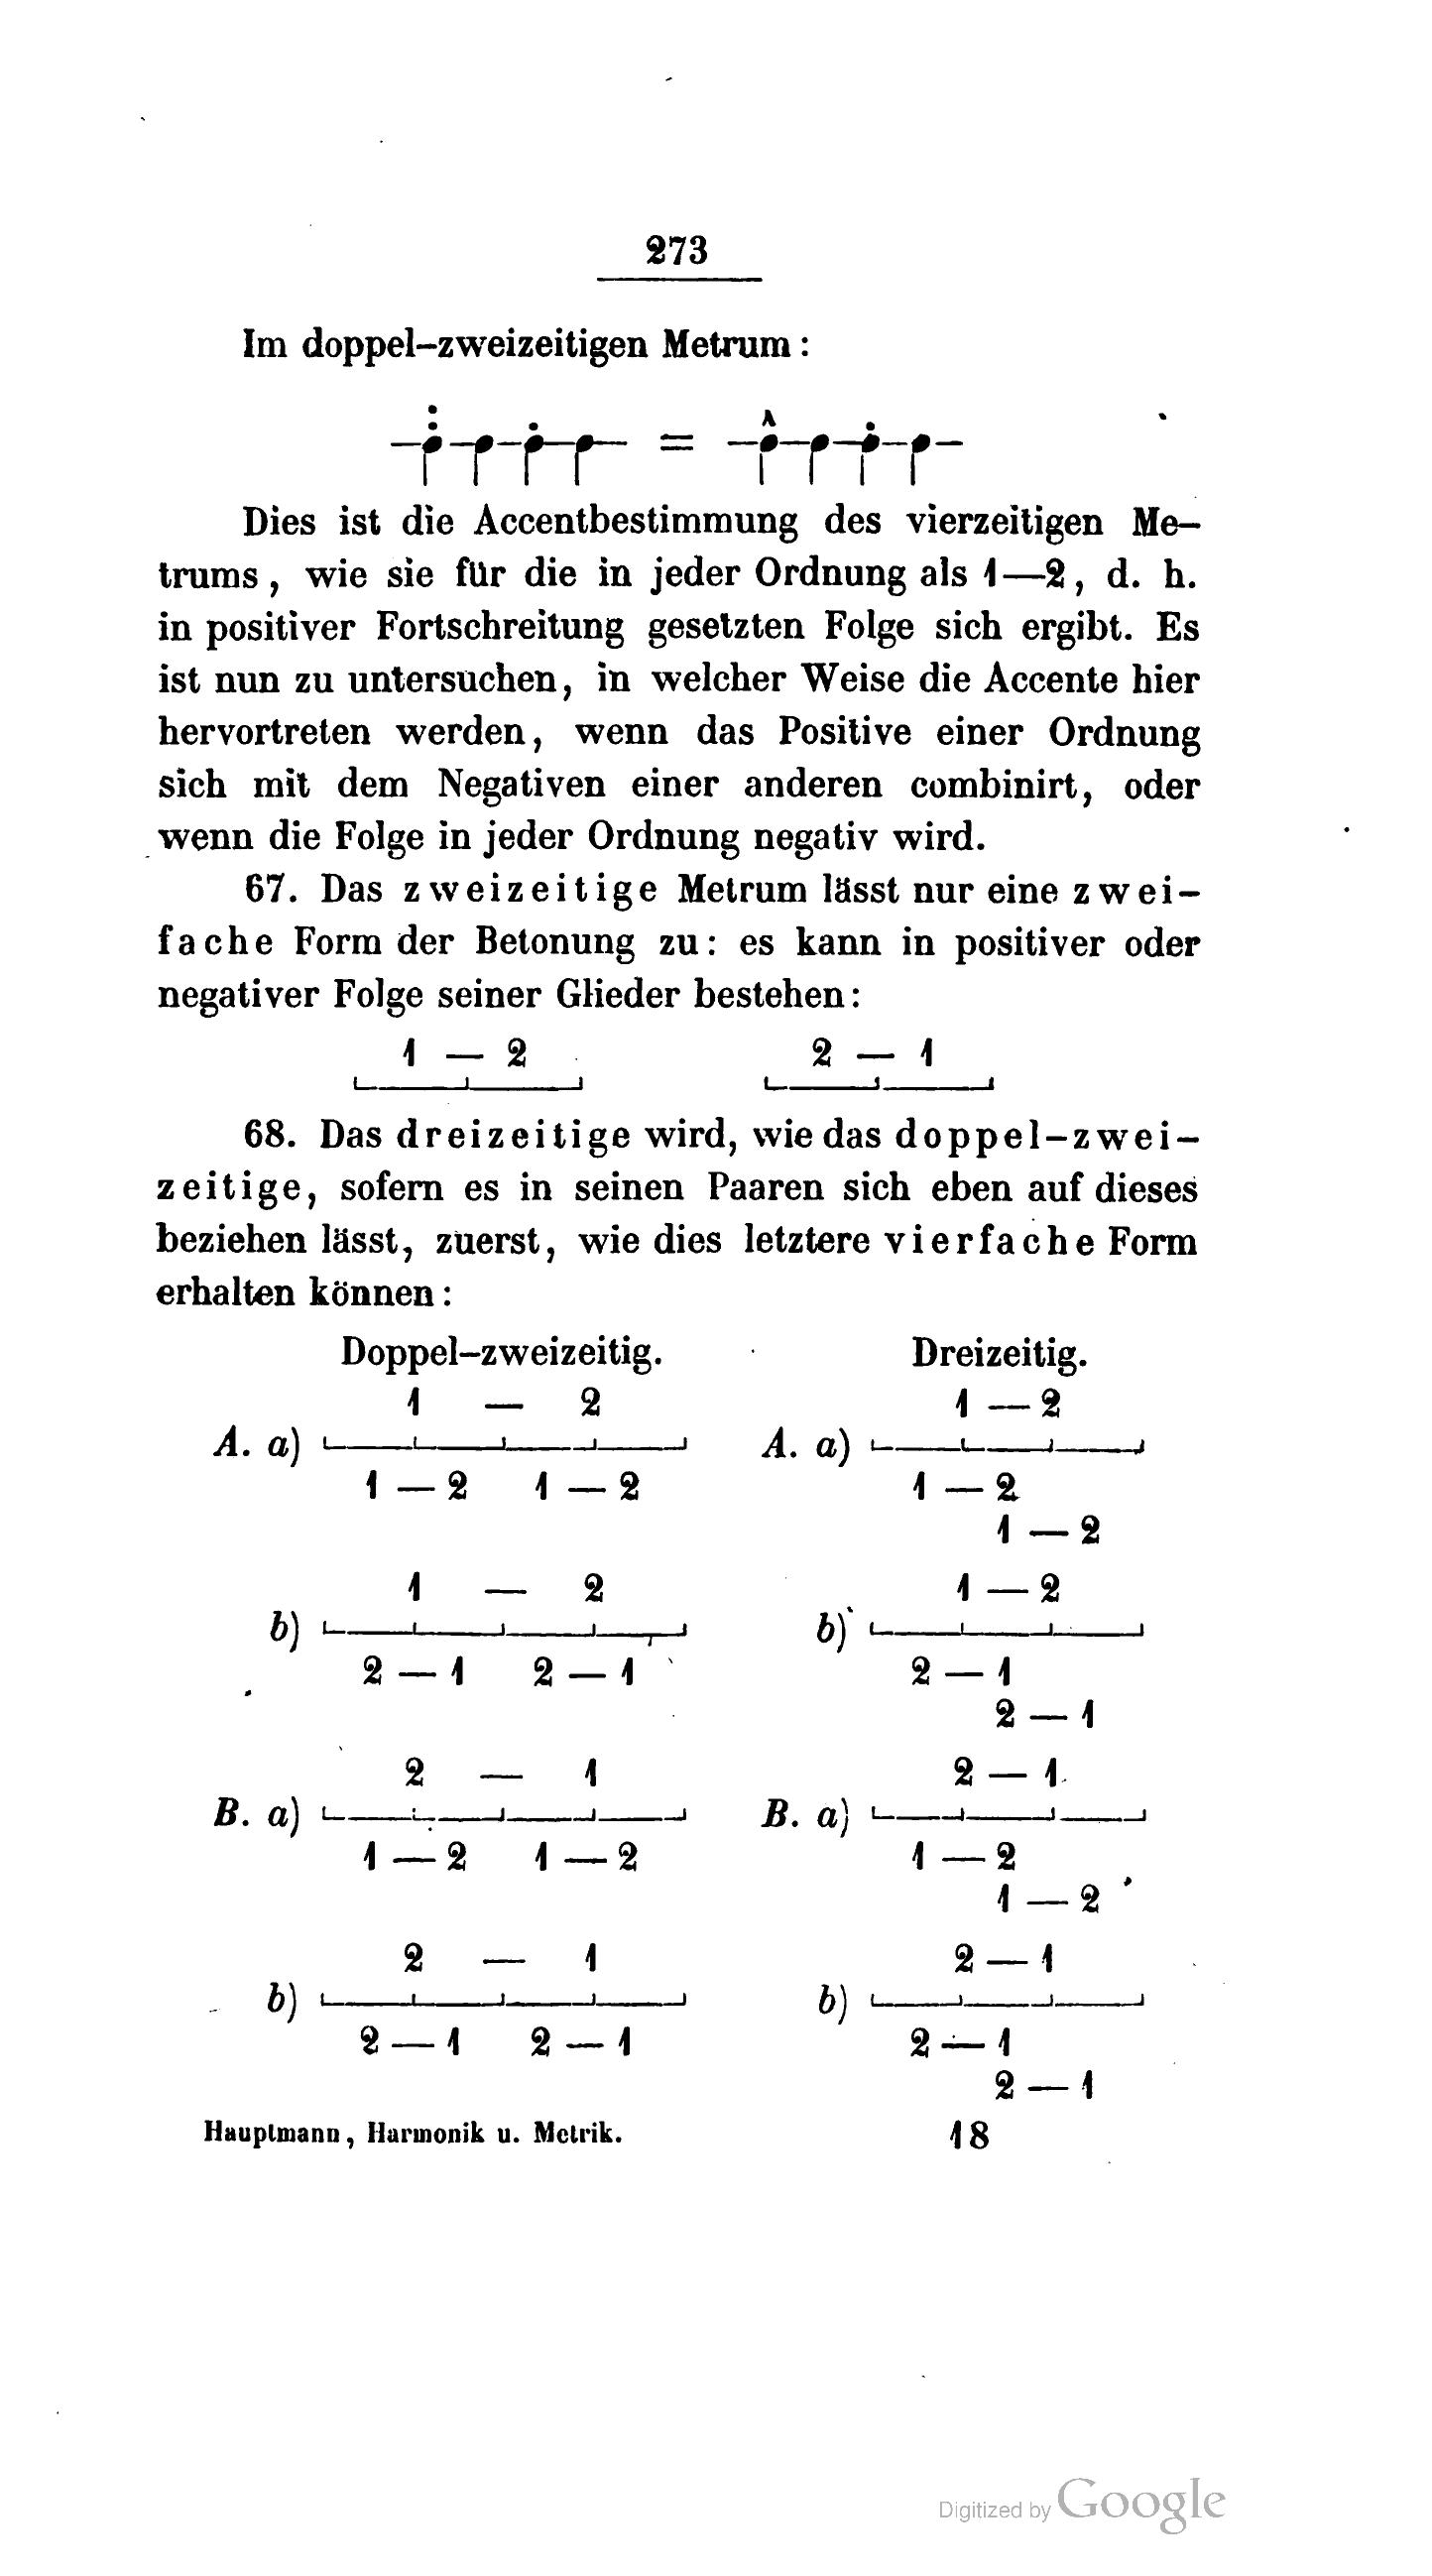 273
Im doppel-zweizeitigen Metrum:
=
Dies ist die Accentbestimmung des vierzeitigen Me-
trums, wie sie für die in jeder Ordnung als 1—2, d. h.
in positiver Fortschreitung gesetzten Folge sich ergibt. Es
ist nun zu untersuchen, in welcher Weise die Accente hier
hervortreten werden, wenn das Positive einer Ordnung
sich mit dem Negativen einer anderen combinirt, oder
wenn die Folge in jeder Ordnung negativ wird.
67. Das zweizeitige Metrum lässt nur eine zwei-
fache Form der Betonung zu: es kann in positiver oder
negativer Folge seiner Glieder bestehen:
1 — 2 2 — 1
68. Das dreizeitige wird, wie das doppel-zwei-
zeitige, sofern es in seinen Paaren sich eben auf dieses
beziehen lässt, zuerst, wie dies letztere vierfache Form
erhalten können:
Doppel-zweizeitig. Dreizeitig.
1 — 2 1 — 2
A. a) A. a)
1 — 2 1 — 2 1 — 2
1 — 2
1 — 2 1 — 2
b) b)
2 — 1 2 — 1 2 — 1
2 — 1
2 — 1 2 — 1
B. a) B. a)
1 — 2 1 — 2 1 — 2
1 — 2
2 — 1 2 — 1
b) b)
2 — 1 2 — 1 2 — 1
2 — 1
Hauptmann, Harmonik u. Metrik. 18
Digitized by Google